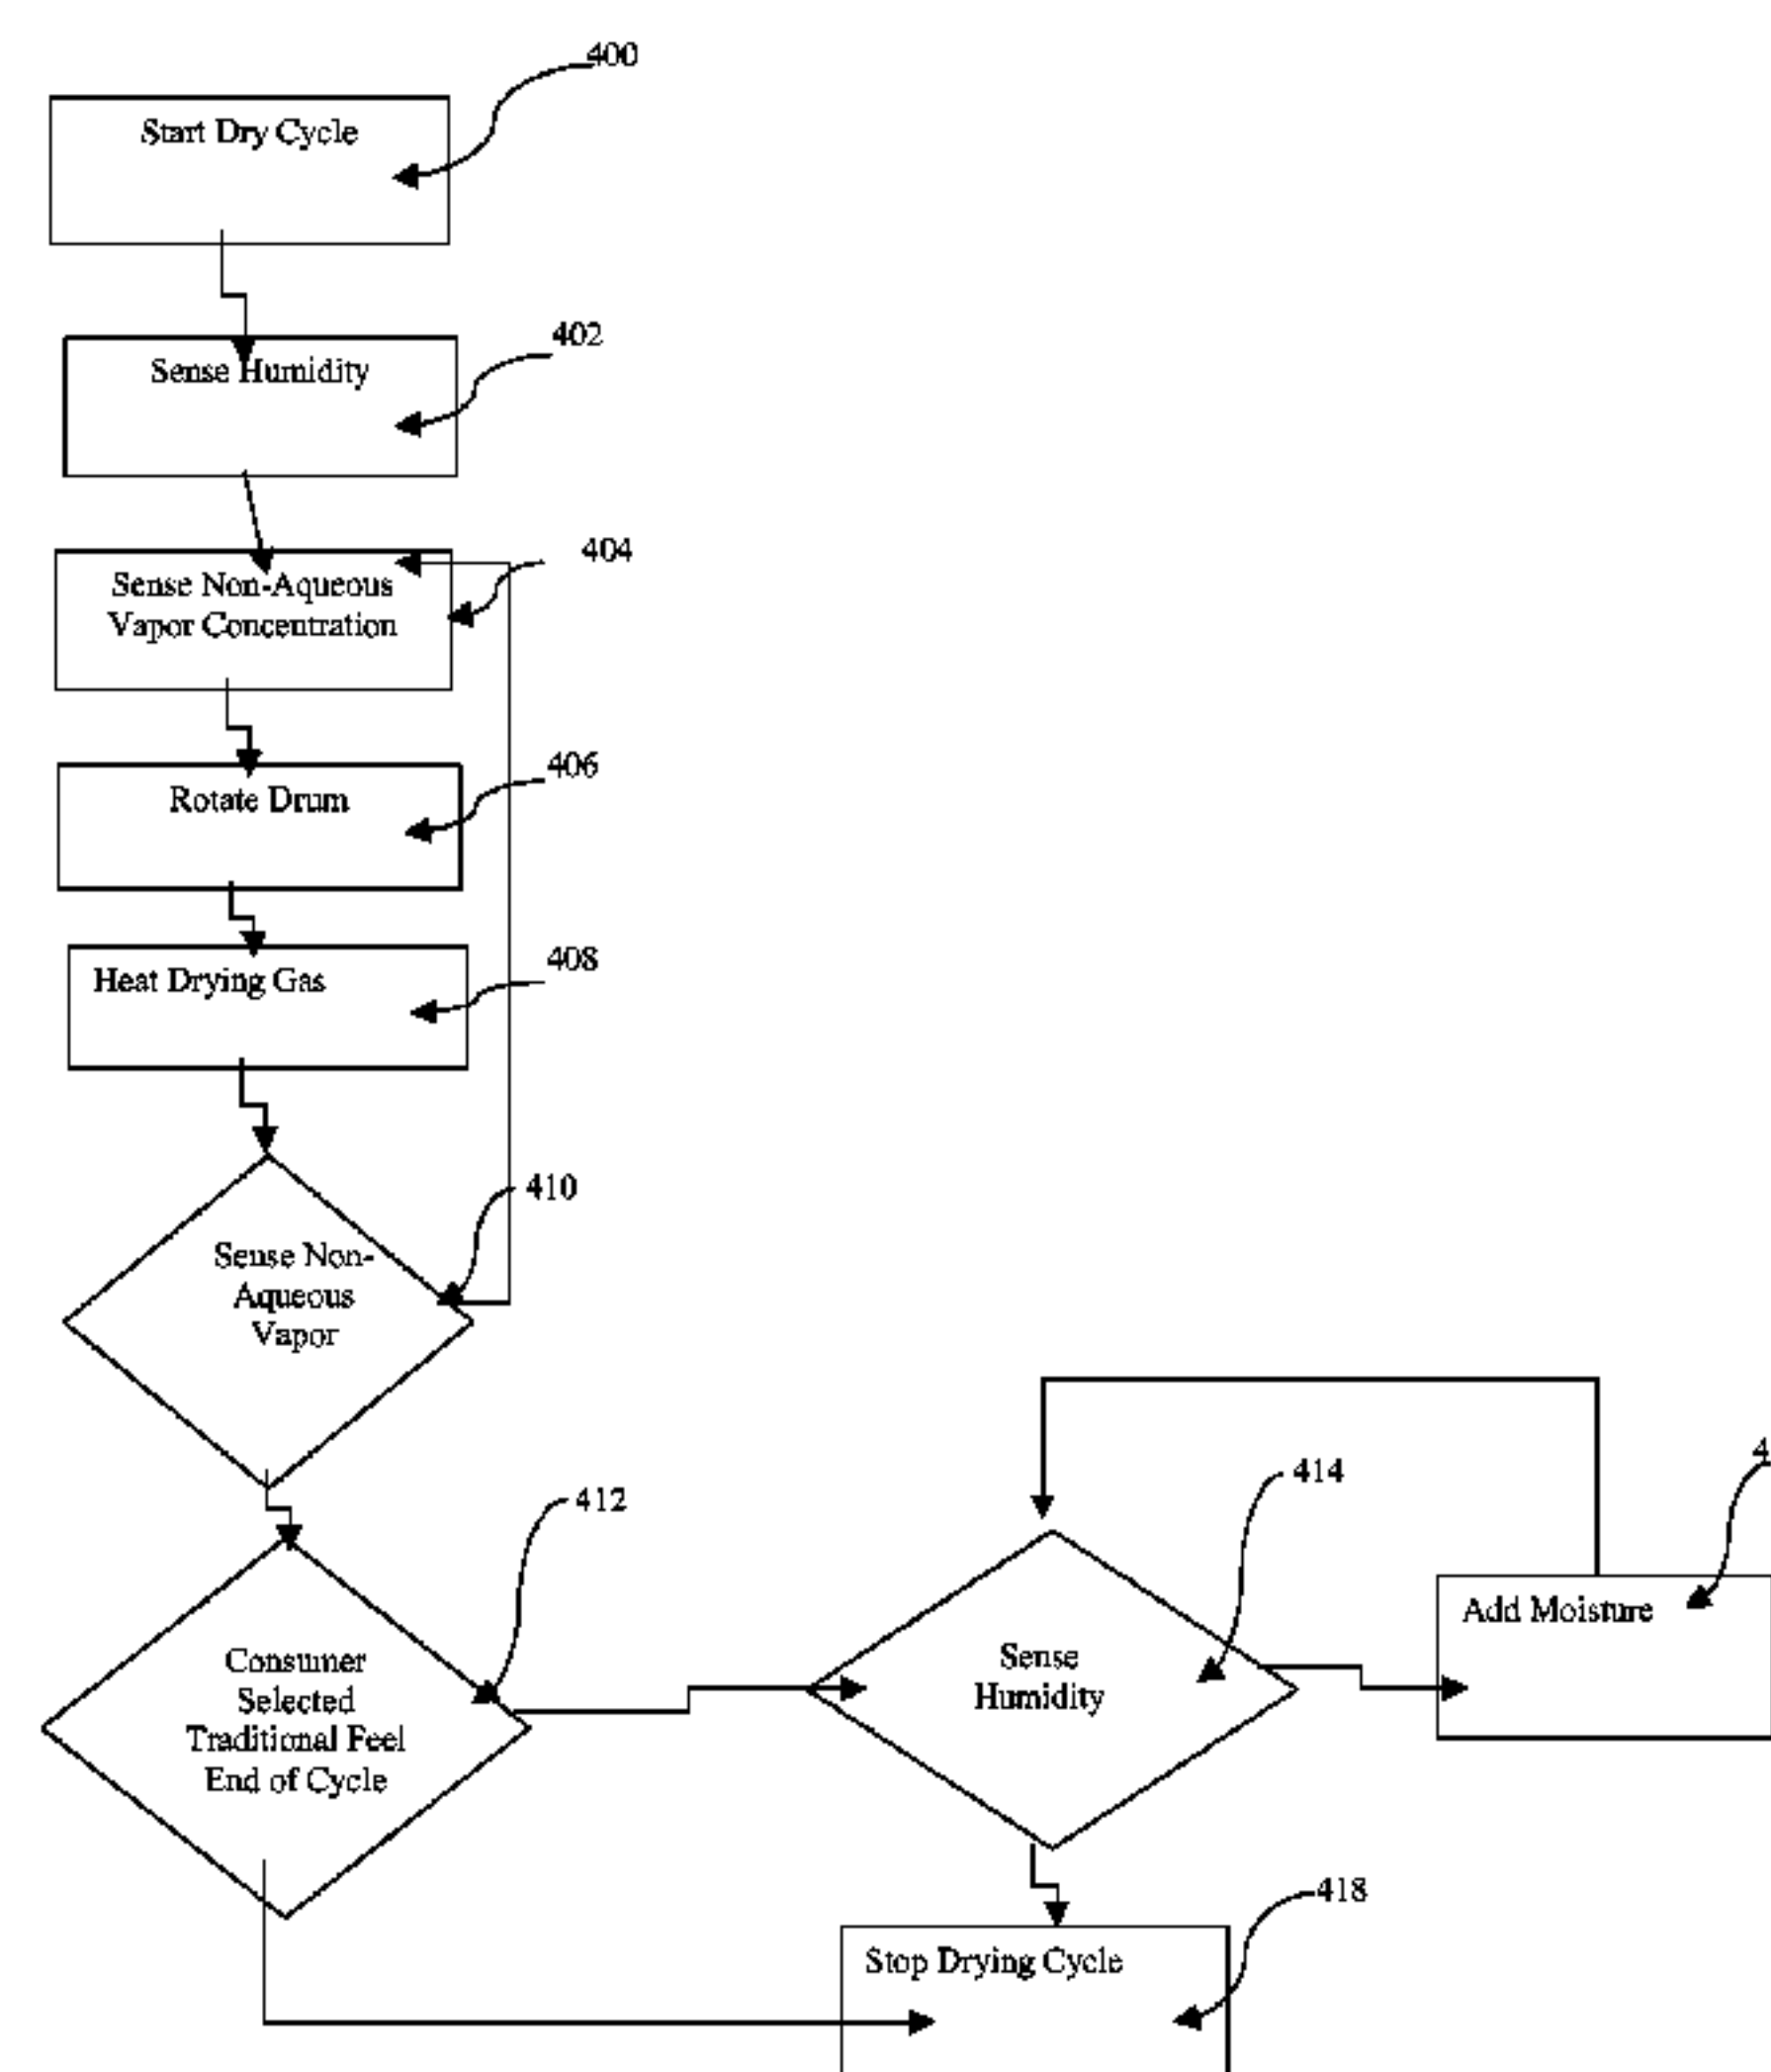 400
Start Dry Cycle
402
Sense Humidity
404
Sense Non-Aqueous
Vapor Concentration
406
Rotate Drum
408
Heat Drying Gas
410
Sense Non-
Aqueous
Vapor
412
Consumer
Selected
Traditional Feel
End of Cycle
414
Sense
Humidity
4
Add Moisture
418
Stop Drying Cycle